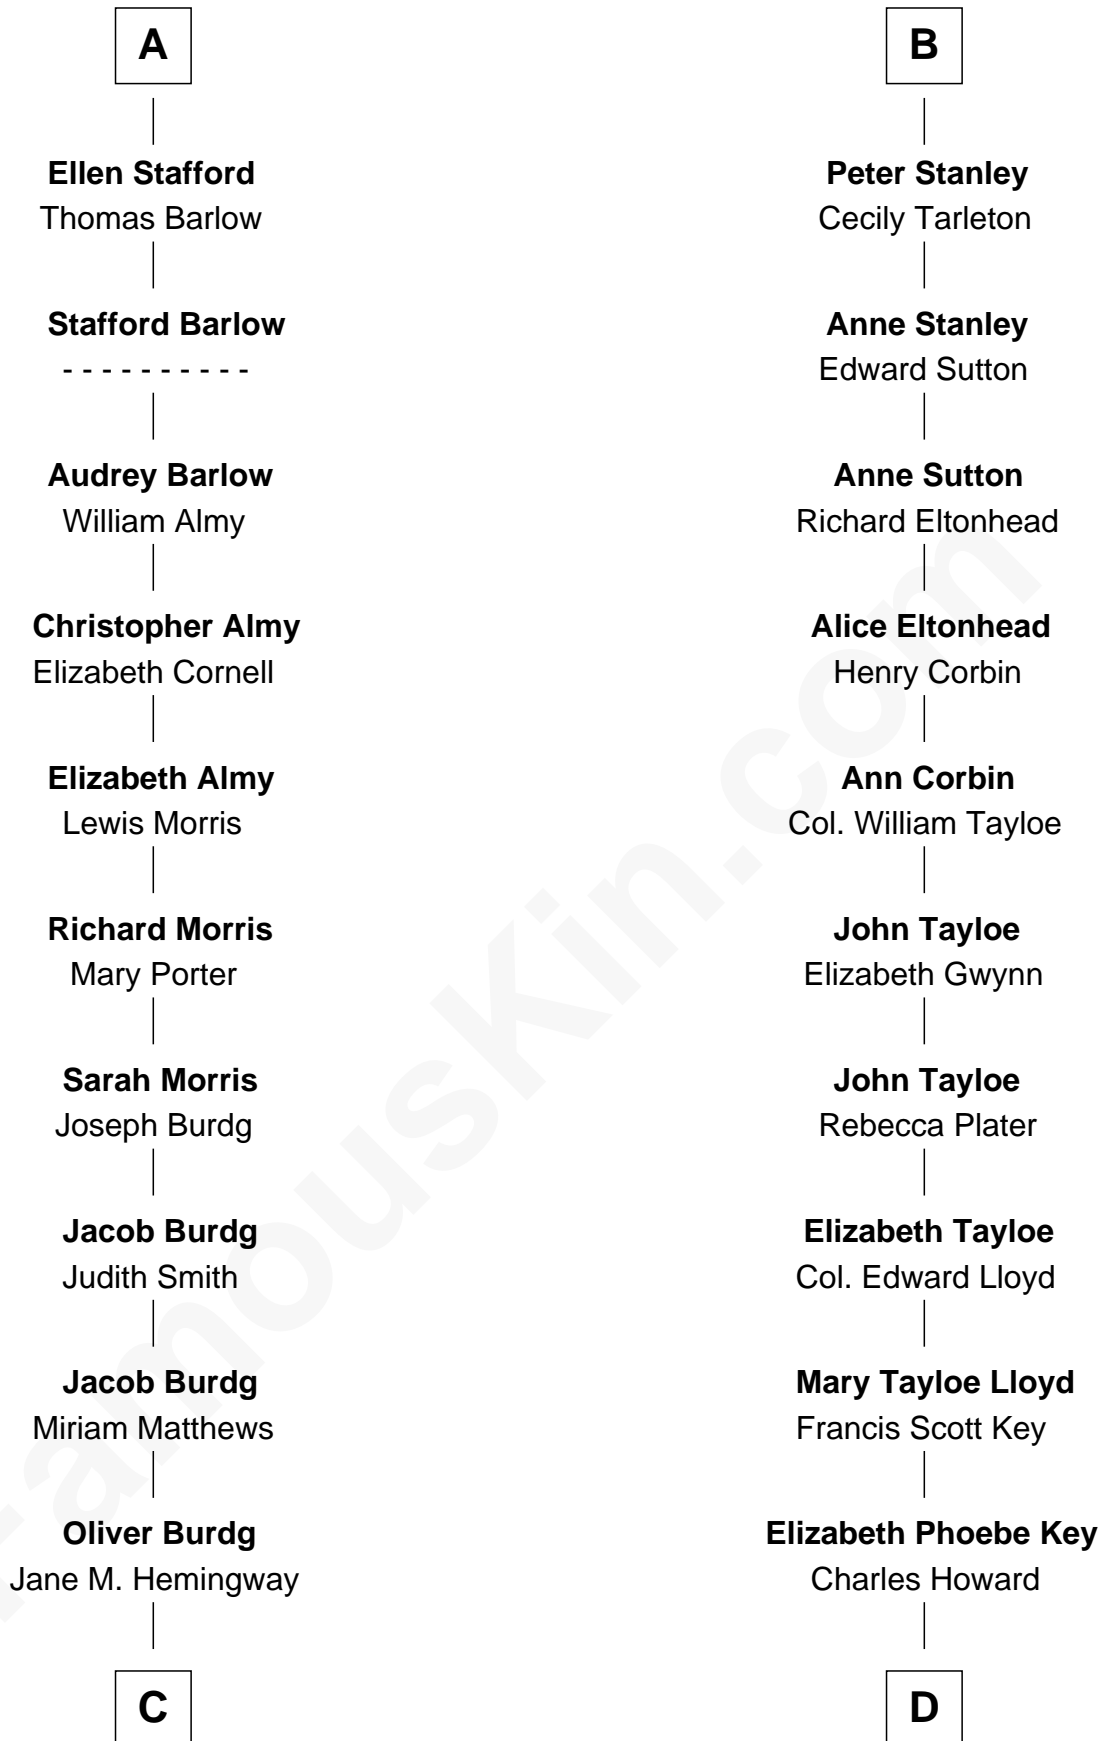 A
Ellen Stafford
Thomas Barlow
Stafford Barlow
- - - - - - - - - -
Audrey Barlow
William Almy
Christopher Almy
Elizabeth Cornell
Elizabeth Almy
Lewis Morris
Richard Morris
Mary Porter
Sarah Morris
Joseph Burdg
Jacob Burdg
Judith Smith
Jacob Burdg
Miriam Matthews
Oliver Burdg
Jane M. Hemingway
C
B
Peter Stanley
Cecily Tarleton
Anne Stanley
Edward Sutton
Anne Sutton
Richard Eltonhead
Alice Eltonhead
Henry Corbin
Ann Corbin
Col. William Tayloe
John Tayloe
Elizabeth Gwynn
John Tayloe
Rebecca Plater
Elizabeth Tayloe
Col. Edward Lloyd
Mary Tayloe Lloyd
Francis Scott Key
Elizabeth Phoebe Key
Charles Howard
D
FamousKin.com